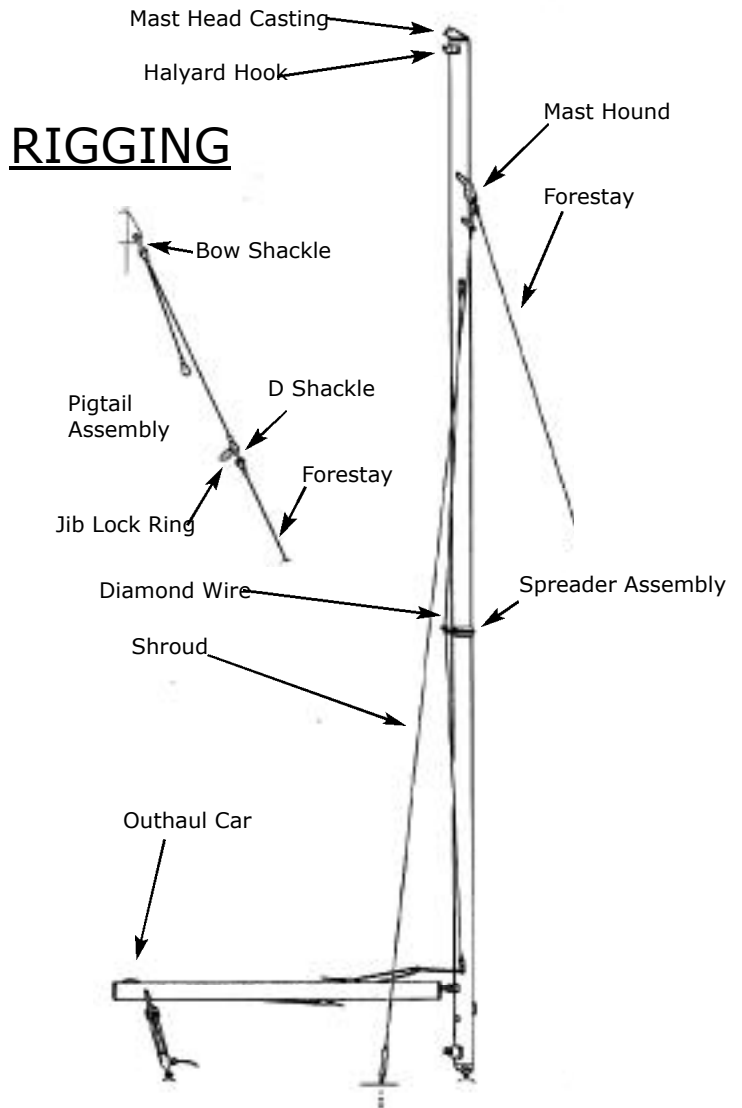 Mast Head Casting
Halyard Hook
RIGGING
Mast Hound
Forestay
Bow Shackle
D Shackle
Pigtail
Assembly
Forestay
Jib Lock Ring
Diamond Wire
Spreader Assembly
Shroud
Outhaul Car